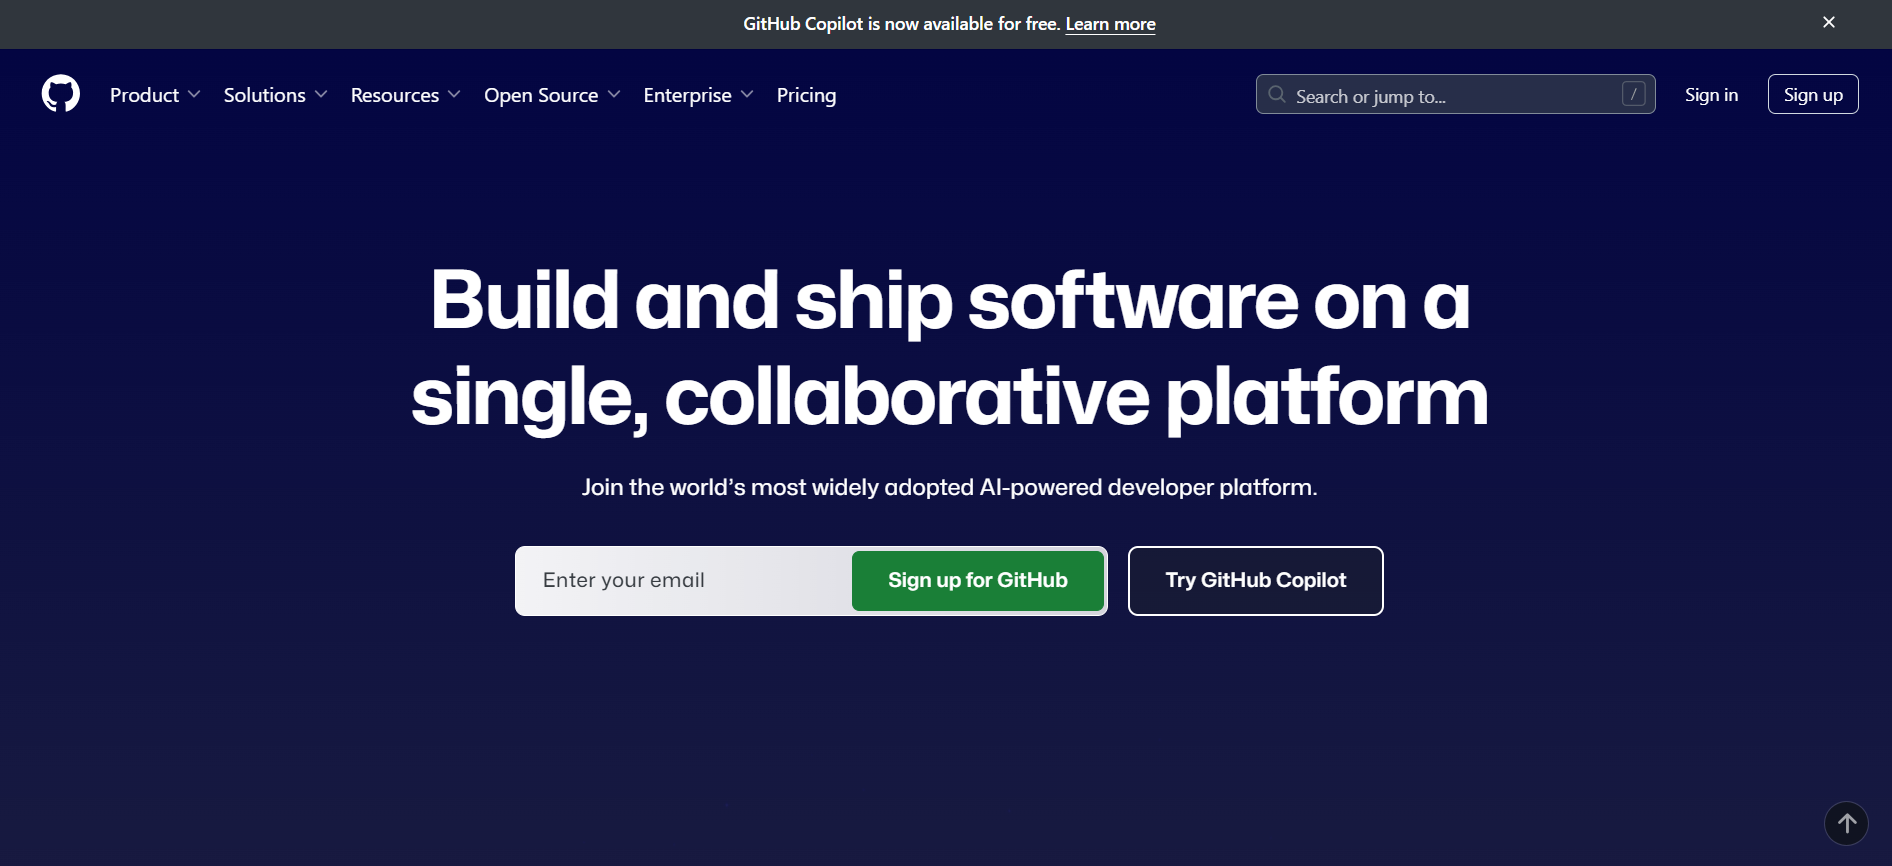 GitHub Copilot is now available for free. Learn more
Product Solutions Resources Open Source Enterprise Pricing
Search or jump to... /
Sign in
Sign up
Build and ship software on a
single, collaborative platform
Join the world’s most widely adopted AI-powered developer platform.
Enter your email
Sign up for GitHub
Try GitHub Copilot